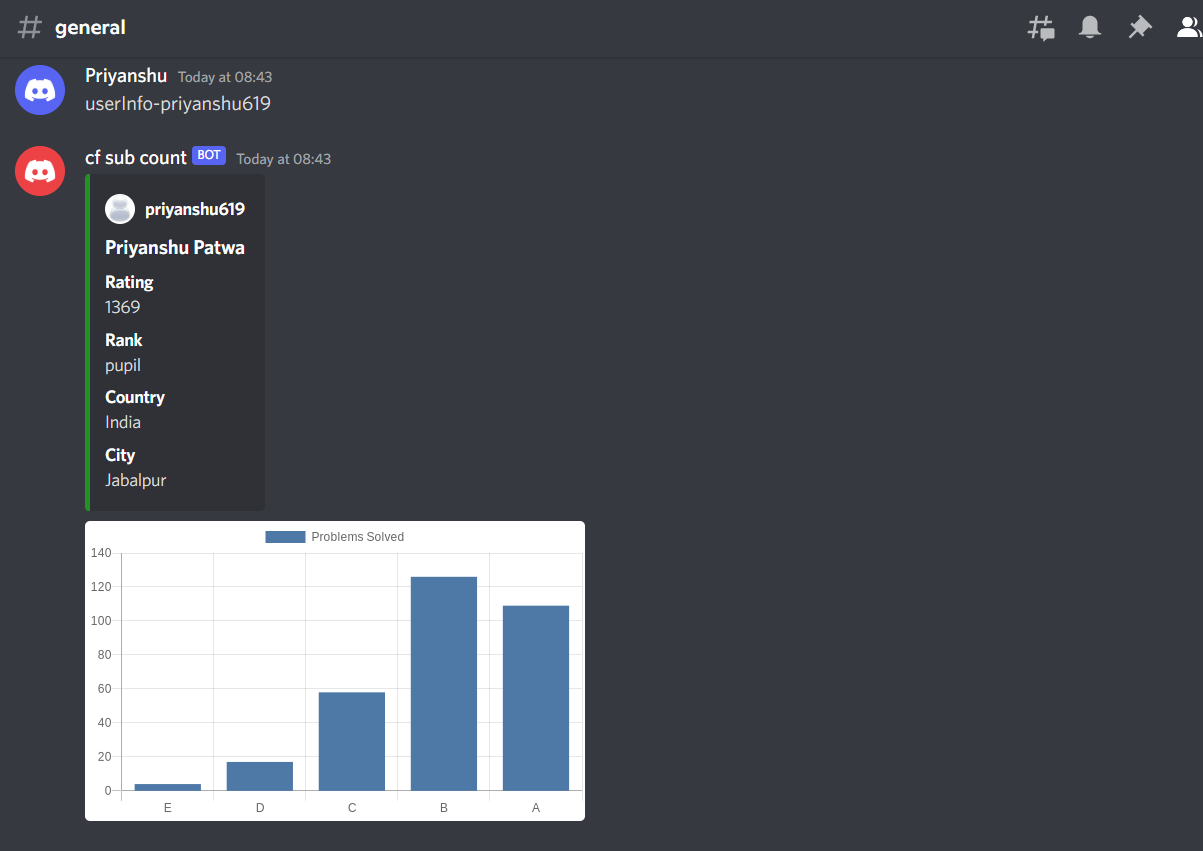 general
Priyanshu Today at 08:43
userInfo-priyanshu619
cf sub count BOT Today at 08:43
priyanshu619
Priyanshu Patwa
Rating
1369
Rank
pupil
Country
India
City
Jabalpur
Problems Solved
140
120
100
80
60
40
20
0
E D C B A